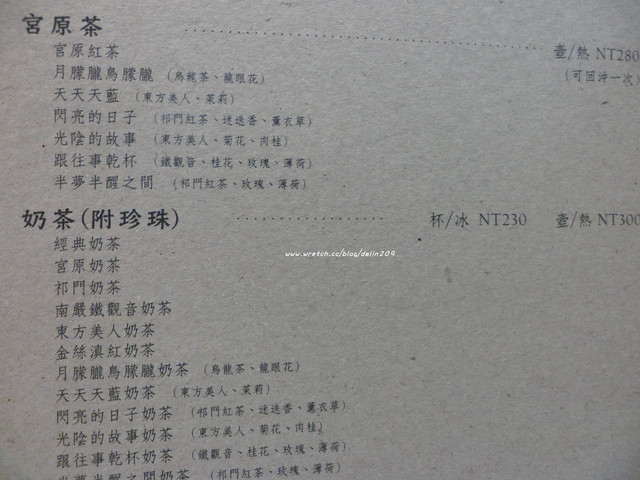 宮原茶 壺/熱 NT280
宮原紅茶 (可回沖一次)
月朦朧鳥朦朧 (烏龍茶、龍眼花)
天天天藍 (東方美人、茉莉)
閃亮的日子 (祁門紅茶、迷迭香、薰衣草)
光陰的故事 (東方美人、菊花、肉桂)
跟往事乾杯 (鐵觀音、桂花、玫瑰、薄荷)
半夢半醒之間 (祁門紅茶、玫瑰、薄荷)
奶茶(附珍珠) 杯/冰 NT230 壺/熱 NT300
經典奶茶
www.wretch.cc/blog/dalin209
宮原奶茶
祁門奶茶
南嚴鐵觀音奶茶
東方美人奶茶
金絲滇紅奶茶
月朦朧鳥朦朧奶茶 (烏龍茶、龍眼花)
天天天藍奶茶 (東方美人、茉莉)
閃亮的日子奶茶 (祁門紅茶、迷迭香、薰衣草)
光陰的故事奶茶 (東方美人、菊花、肉桂)
跟往事乾杯奶茶 (鐵觀音、桂花、玫瑰、薄荷)
半夢半醒之間奶茶 (祁門紅茶、玫瑰、薄荷)